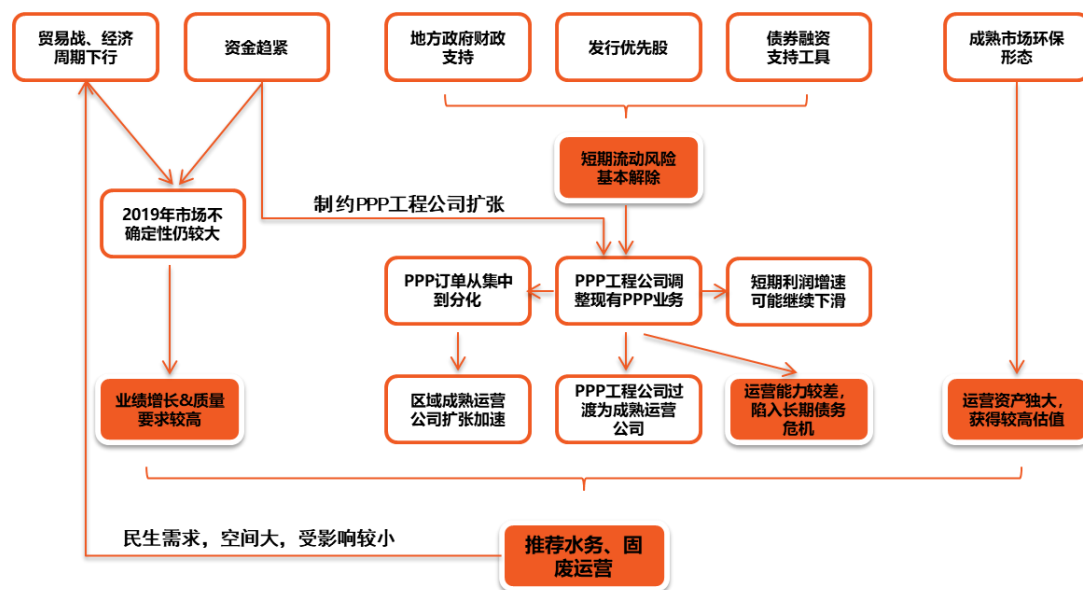 贸易战、经济
周期下行
资金趋紧
地方政府财政
支持
发行优先股
债券融资
支持工具
成熟市场环保
形态
短期流动风险
基本解除
2019年市场不
确定性仍较大
制约PPP工程公司扩张
PPP订单从集中
到分化
PPP工程公司调
整现有PPP业务
短期利润增速
可能继续下滑
业绩增长&质量
要求较高
区域成熟运营
公司扩张加速
PPP工程公司过
渡为成熟运营
公司
运营能力较差，
陷入长期债务
危机
运营资产独大，
获得较高估值
民生需求，空间大，受影响较小
推荐水务、固
废运营